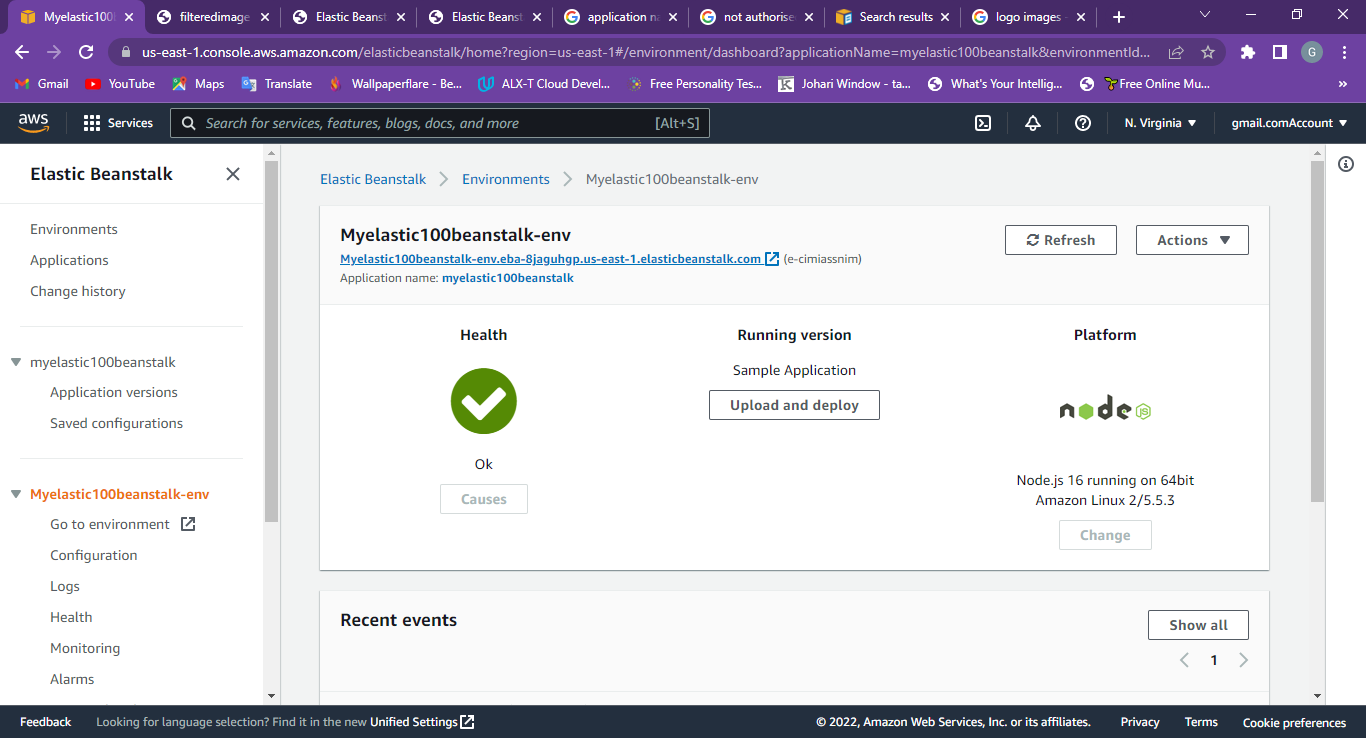 Myelastic100
filteredimage
Elastic Beanst
Elastic Beanst
application na
not authorise
Search results
logo images -
us-east-1.console.aws.amazon.com/elasticbeanstalk/home?region=us-east-1#/environment/dashboard?applicationName=myelastic100beanstalk&environmentId...
G
Gmail
YouTube
Maps
Translate
Wallpaperflare - Be...
ALX-T Cloud Devel...
Free Personality Tes...
Johari Window - ta...
What's Your Intellig...
Free Online Mu...
aws
Services
Search for services, features, blogs, docs, and more
[Alt+S]
N. Virginia
gmail.comAccount
Elastic Beanstalk
Environments
Applications
Change history
myelastic100beanstalk
Application versions
Saved configurations
Myelastic100beanstalk-env
Go to environment
Configuration
Logs
Health
Monitoring
Alarms
Elastic Beanstalk
Environments
Myelastic100beanstalk-env
Myelastic100beanstalk-env
Refresh
Actions
Myelastic100beanstalk-env.eba-8jaguhgp.us-east-1.elasticbeanstalk.com (e-cimiassnim)
Application name: myelastic100beanstalk
Health
Ok
Causes
Running version
Sample Application
Upload and deploy
Platform
node JS
Node.js 16 running on 64bit
Amazon Linux 2/5.5.3
Change
Recent events
Show all
1
Feedback
Looking for language selection? Find it in the new Unified Settings
© 2022, Amazon Web Services, Inc. or its affiliates.
Privacy
Terms
Cookie preferences